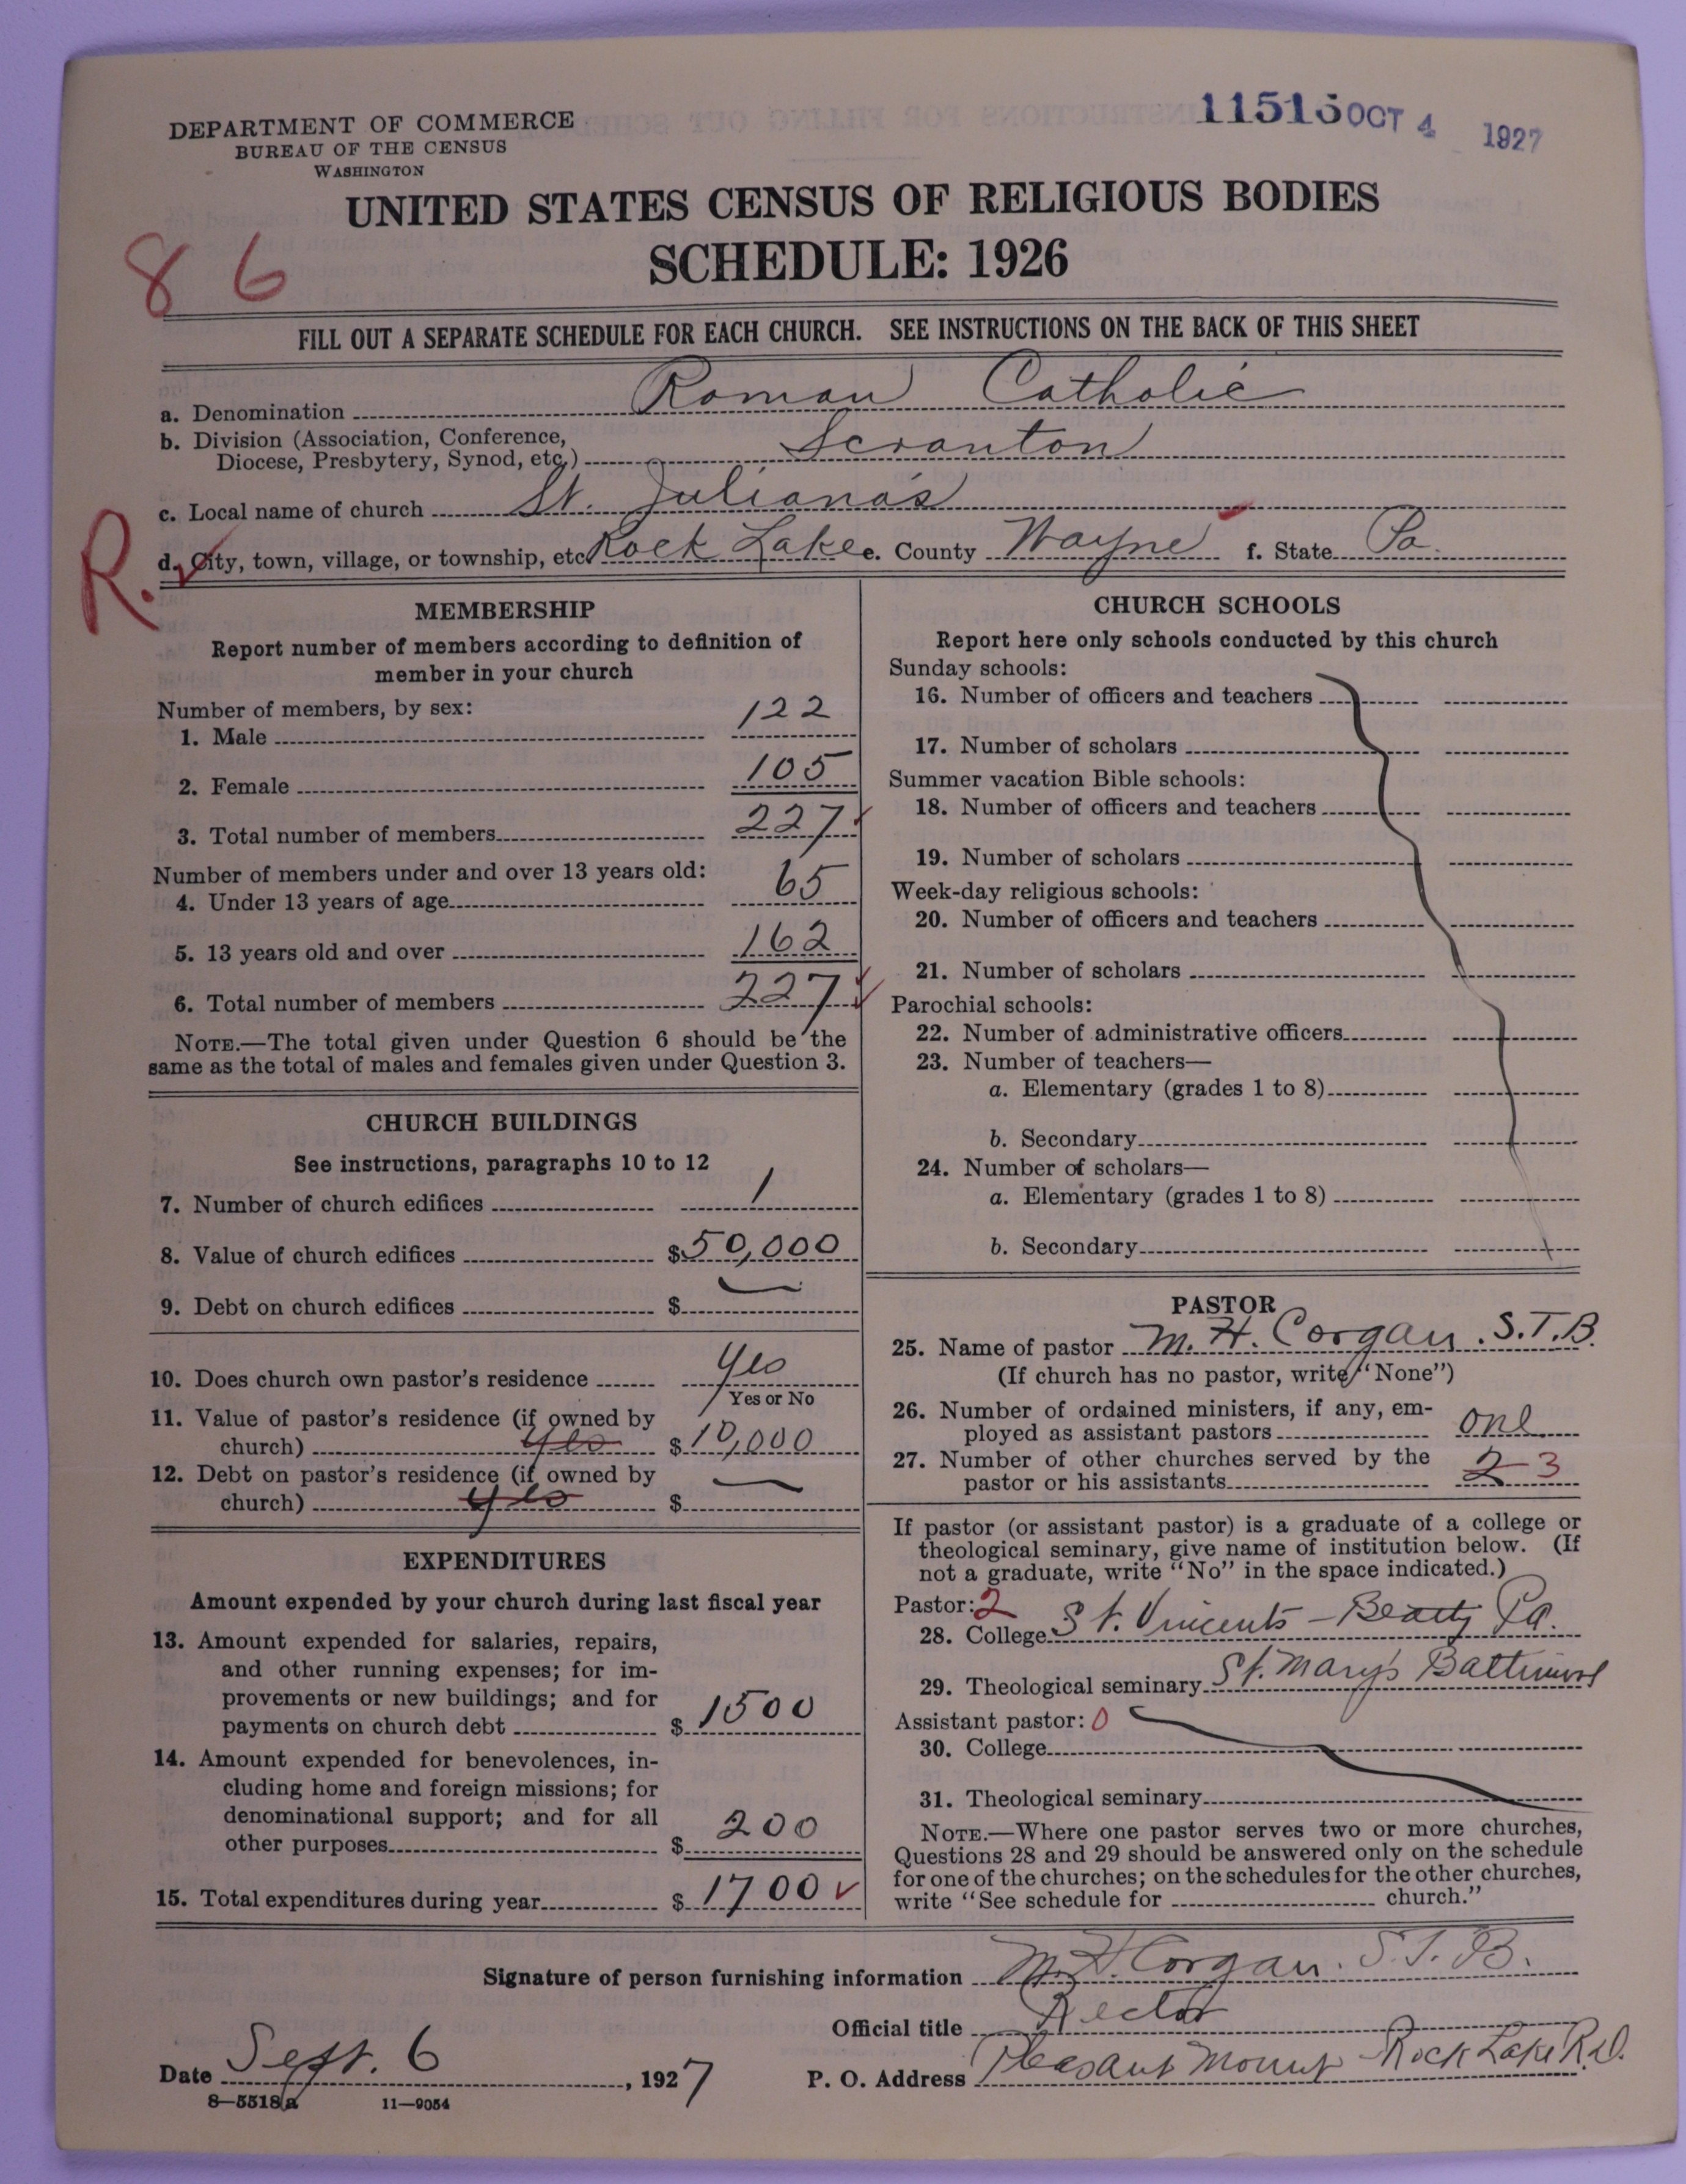 DEPARTMENT OF COMMERCE
BUREAU OF THE CENSUS
WASHINGTON
OCT 4 1927
UNITED STATES CENSUS OF RELIGIOUS BODIES
SCHEDULE: 1926
86
FILL OUT A SEPARATE SCHEDULE FOR EACH CHURCH. SEE INSTRUCTIONS ON THE BACK OF THIS SHEET
a. Denomination Roman Catholic
b. Division (Association, Conference,
Diocese, Presbytery, Synod, etc.) Scranton
c. Local name of church St. Juliana's
R.
d. City, town, village, or township, etc. Rock Lake e. County Wayne f. State Pa.
MEMBERSHIP
Report number of members according to definition of
member in your church
Number of members, by sex:
1. Male 122
2. Female 105
3. Total number of members 227
Number of members under and over 13 years old:
4. Under 13 years of age 65
5. 13 years old and over 162
6. Total number of members 227
NOTE.—The total given under Question 6 should be the
same as the total of males and females given under Question 3.
CHURCH BUILDINGS
See instructions, paragraphs 10 to 12
7. Number of church edifices 1
8. Value of church edifices $50,000
9. Debt on church edifices $ —
10. Does church own pastor's residence Yes
Yes or No
11. Value of pastor's residence (if owned by
church) Yes $10,000
12. Debt on pastor's residence (if owned by
church) Yes $ —
EXPENDITURES
Amount expended by your church during last fiscal year
13. Amount expended for salaries, repairs,
and other running expenses; for im-
provements or new buildings; and for
payments on church debt $ 1500
14. Amount expended for benevolences, in-
cluding home and foreign missions; for
denominational support; and for all
other purposes $ 200
15. Total expenditures during year $ 1700
CHURCH SCHOOLS
Report here only schools conducted by this church
Sunday schools:
16. Number of officers and teachers
17. Number of scholars
Summer vacation Bible schools:
18. Number of officers and teachers
19. Number of scholars
Week-day religious schools:
20. Number of officers and teachers
21. Number of scholars
Parochial schools:
22. Number of administrative officers
23. Number of teachers—
a. Elementary (grades 1 to 8)
b. Secondary
24. Number of scholars—
a. Elementary (grades 1 to 8)
b. Secondary
PASTOR
25. Name of pastor M. H. Corgan. S.T.B.
(If church has no pastor, write "None")
26. Number of ordained ministers, if any, em-
ployed as assistant pastors one
27. Number of other churches served by the
pastor or his assistants 2 3
If pastor (or assistant pastor) is a graduate of a college or
theological seminary, give name of institution below. (If
not a graduate, write "No" in the space indicated.)
Pastor: 2
28. College St. Vincents – Beatty Pa.
29. Theological seminary St. Mary's Baltimore
Assistant pastor: 0
30. College
31. Theological seminary
NOTE.—Where one pastor serves two or more churches,
Questions 28 and 29 should be answered only on the schedule
for one of the churches; on the schedules for the other churches,
write "See schedule for church."
Signature of person furnishing information M. H. Corgan. S.T.B.
Official title Rector
Date Sept. 6, 1927
P. O. Address Pleasant Mount – Rock Lake R.D.
8—5518a 11—9054